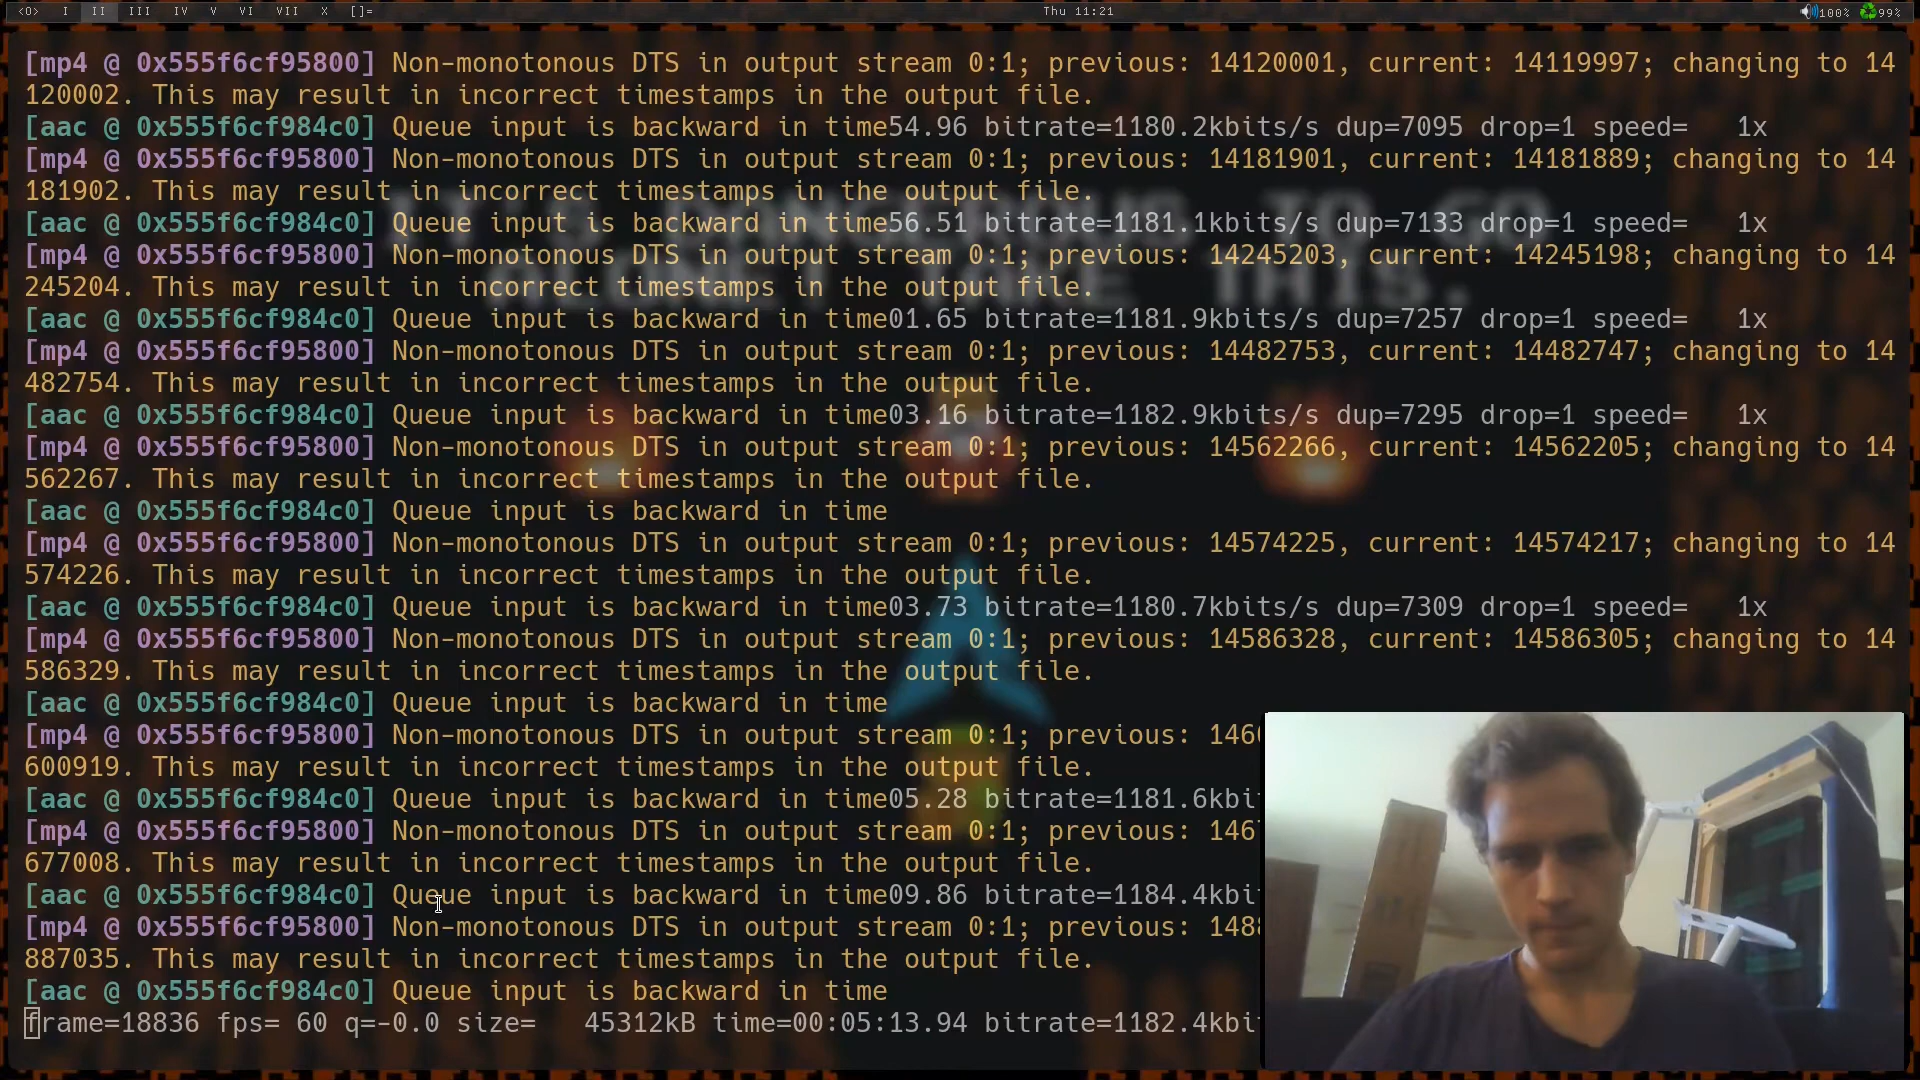 <O> I II III IV V VI VII X []= Thu 11:21 100% 99%
[mp4 @ 0x555f6cf95800] Non-monotonous DTS in output stream 0:1; previous: 14120001, current: 14119997; changing to 14
120002. This may result in incorrect timestamps in the output file.
[aac @ 0x555f6cf984c0] Queue input is backward in time54.96 bitrate=1180.2kbits/s dup=7095 drop=1 speed=   1x
[mp4 @ 0x555f6cf95800] Non-monotonous DTS in output stream 0:1; previous: 14181901, current: 14181889; changing to 14
181902. This may result in incorrect timestamps in the output file.
[aac @ 0x555f6cf984c0] Queue input is backward in time56.51 bitrate=1181.1kbits/s dup=7133 drop=1 speed=   1x
[mp4 @ 0x555f6cf95800] Non-monotonous DTS in output stream 0:1; previous: 14245203, current: 14245198; changing to 14
245204. This may result in incorrect timestamps in the output file.
[aac @ 0x555f6cf984c0] Queue input is backward in time01.65 bitrate=1181.9kbits/s dup=7257 drop=1 speed=   1x
[mp4 @ 0x555f6cf95800] Non-monotonous DTS in output stream 0:1; previous: 14482753, current: 14482747; changing to 14
482754. This may result in incorrect timestamps in the output file.
[aac @ 0x555f6cf984c0] Queue input is backward in time03.16 bitrate=1182.9kbits/s dup=7295 drop=1 speed=   1x
[mp4 @ 0x555f6cf95800] Non-monotonous DTS in output stream 0:1; previous: 14562266, current: 14562205; changing to 14
562267. This may result in incorrect timestamps in the output file.
[aac @ 0x555f6cf984c0] Queue input is backward in time
[mp4 @ 0x555f6cf95800] Non-monotonous DTS in output stream 0:1; previous: 14574225, current: 14574217; changing to 14
574226. This may result in incorrect timestamps in the output file.
[aac @ 0x555f6cf984c0] Queue input is backward in time03.73 bitrate=1180.7kbits/s dup=7309 drop=1 speed=   1x
[mp4 @ 0x555f6cf95800] Non-monotonous DTS in output stream 0:1; previous: 14586328, current: 14586305; changing to 14
586329. This may result in incorrect timestamps in the output file.
[aac @ 0x555f6cf984c0] Queue input is backward in time
[mp4 @ 0x555f6cf95800] Non-monotonous DTS in output stream 0:1; previous: 146
600919. This may result in incorrect timestamps in the output file.
[aac @ 0x555f6cf984c0] Queue input is backward in time05.28 bitrate=1181.6kbi
[mp4 @ 0x555f6cf95800] Non-monotonous DTS in output stream 0:1; previous: 146
677008. This may result in incorrect timestamps in the output file.
[aac @ 0x555f6cf984c0] Queue input is backward in time09.86 bitrate=1184.4kbi
[mp4 @ 0x555f6cf95800] Non-monotonous DTS in output stream 0:1; previous: 148
887035. This may result in incorrect timestamps in the output file.
[aac @ 0x555f6cf984c0] Queue input is backward in time
frame=18836 fps= 60 q=-0.0 size=   45312kB time=00:05:13.94 bitrate=1182.4kbi